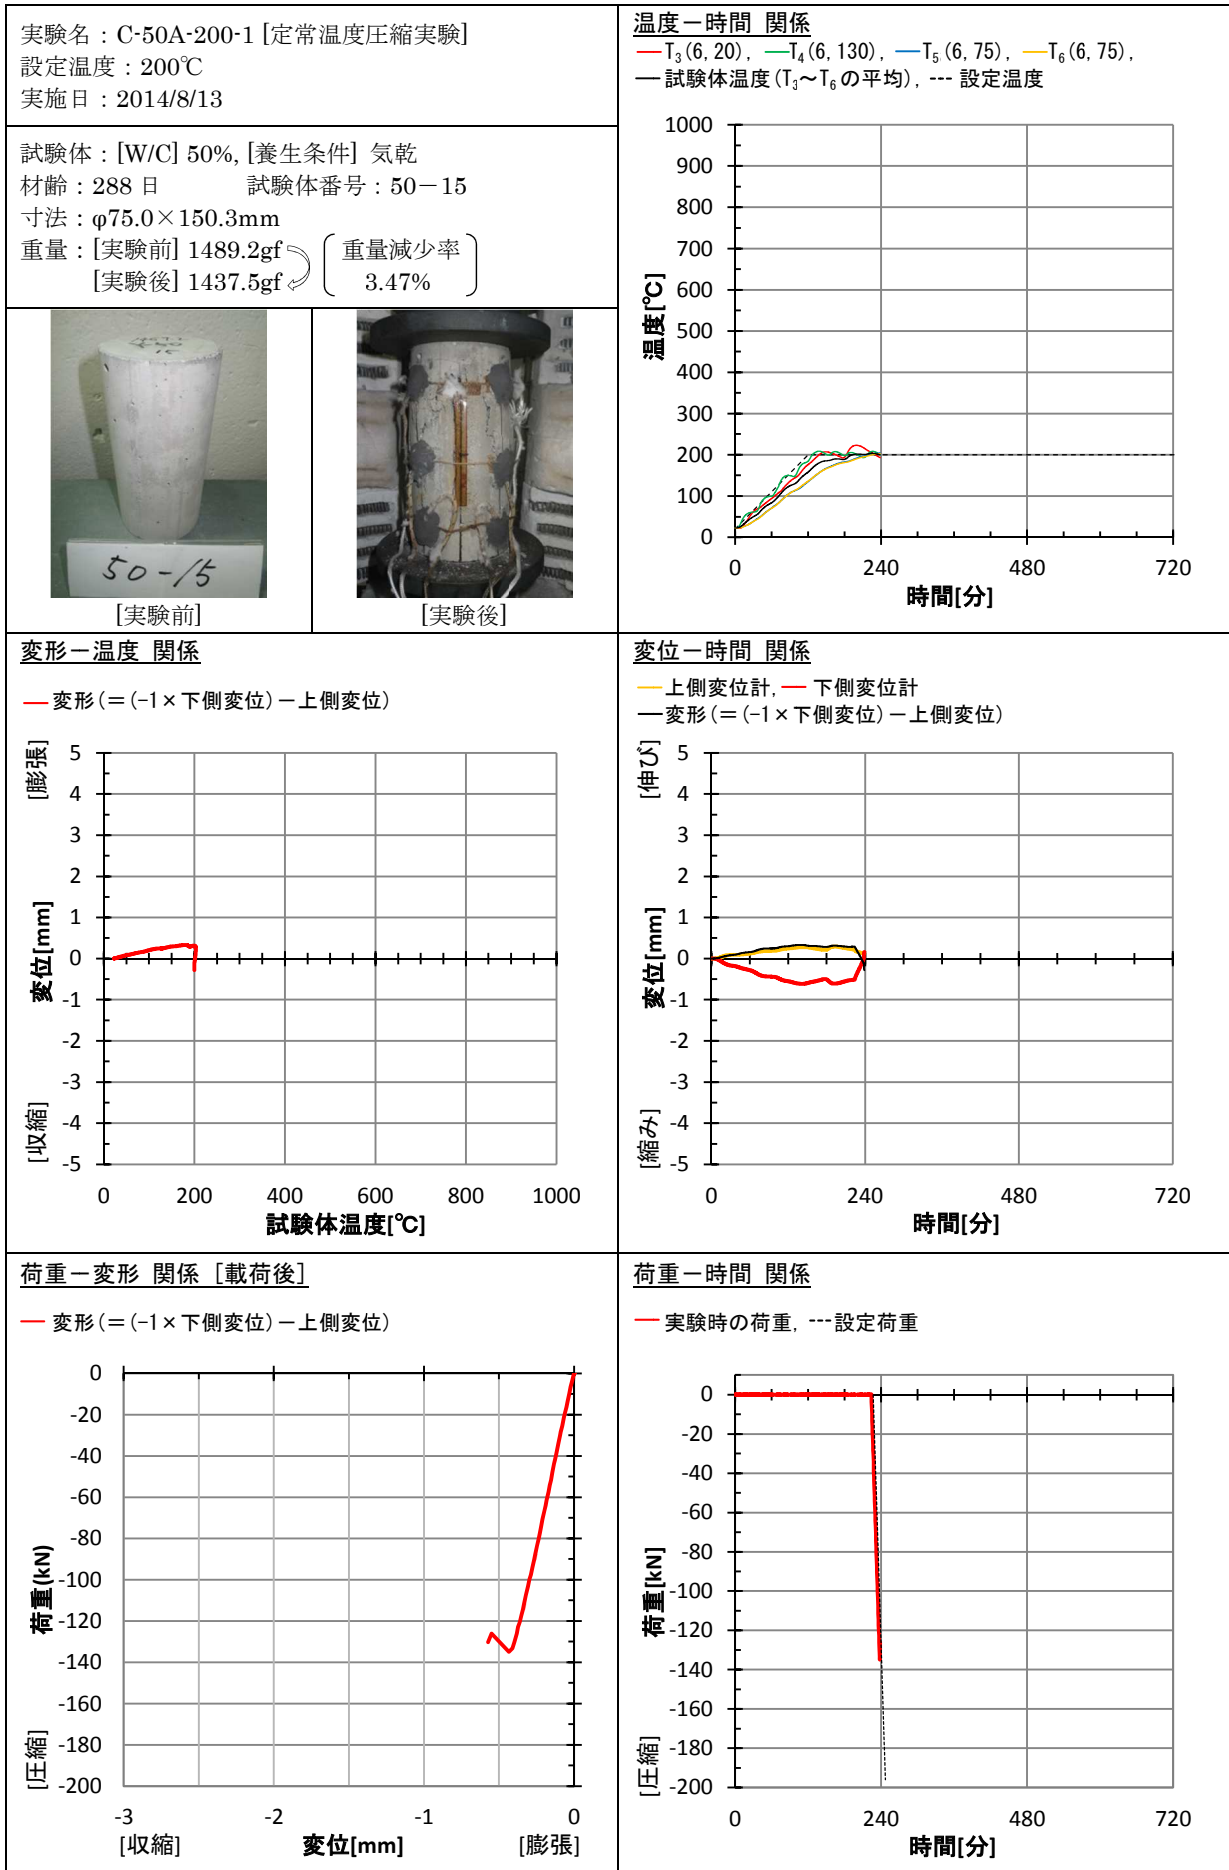 実験名：C-50A-200-1 [定常温度圧縮実験]
設定温度：200℃
実施日：2014/8/13
試験体：[W/C] 50%, [養生条件] 気乾
材齢：288 日　試験体番号：50－15
寸法：φ75.0×150.3mm
重量：[実験前] 1489.2gf
[実験後] 1437.5gf
重量減少率
3.47%
15
50-15
[実験前]
[実験後]
温度－時間 関係
T3(6, 20), T4(6, 130), T5(6, 75), T6(6, 75),
試験体温度(T3～T6の平均), --- 設定温度
1000
900
800
700
600
500
400
300
200
100
0
温度[℃]
0 240 480 720
時間[分]
変形－温度 関係
変形(＝(-1×下側変位)－上側変位)
[膨張]
5
4
3
2
1
0
-1
-2
-3
-4
-5
変位[mm]
[収縮]
0 200 400 600 800 1000
試験体温度[℃]
変位－時間 関係
上側変位計, 下側変位計
変形(＝(-1×下側変位)－上側変位)
[伸び]
5
4
3
2
1
0
-1
-2
-3
-4
-5
変位[mm]
[縮み]
0 240 480 720
時間[分]
荷重－変形 関係 [載荷後]
変形(＝(-1×下側変位)－上側変位)
0
-20
-40
-60
-80
-100
-120
-140
-160
-180
-200
荷重(kN)
[圧縮]
-3 -2 -1 0
[収縮] 変位[mm] [膨張]
荷重－時間 関係
実験時の荷重, ---設定荷重
0
-20
-40
-60
-80
-100
-120
-140
-160
-180
-200
荷重[kN]
[圧縮]
0 240 480 720
時間[分]